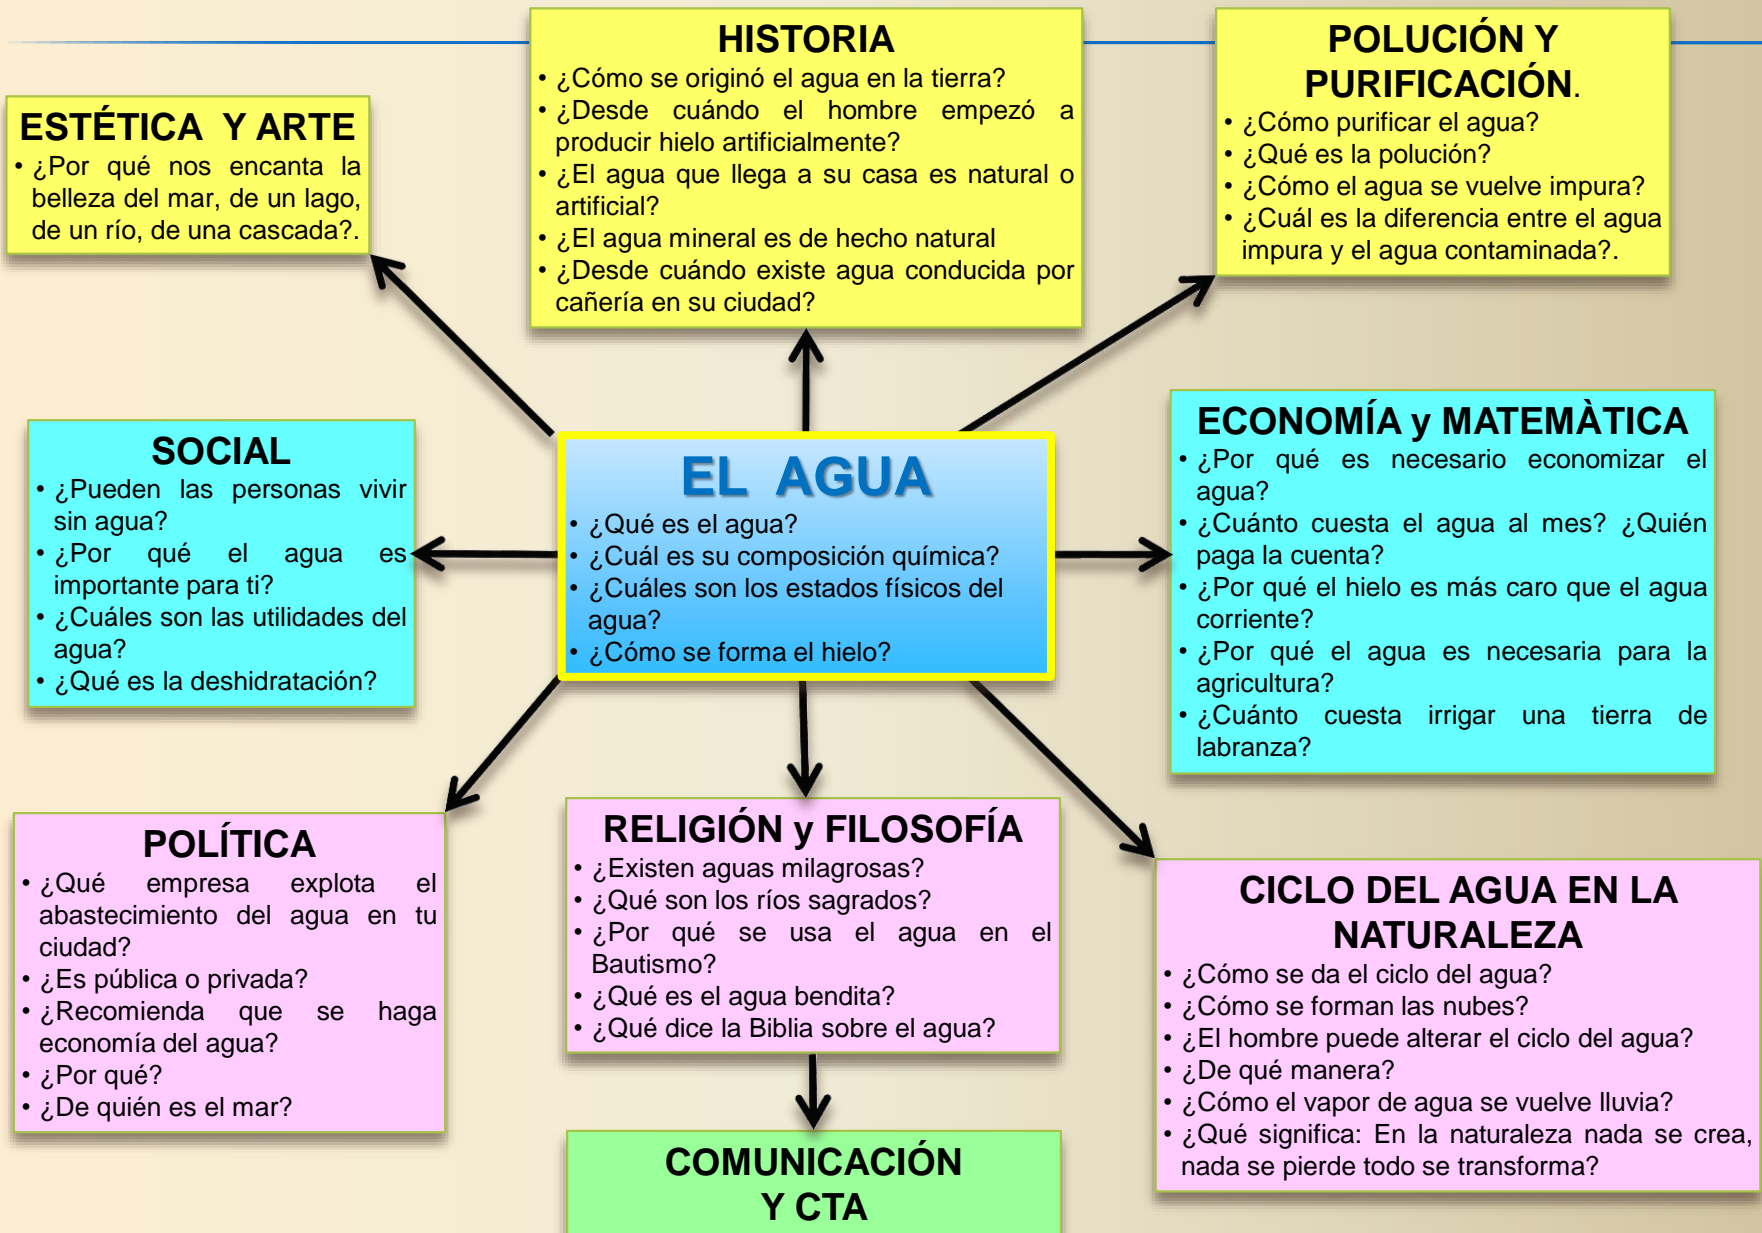 HISTORIA
• ¿Cómo se originó el agua en la tierra?
• ¿Desde cuándo el hombre empezó a
producir hielo artificialmente?
• ¿El agua que llega a su casa es natural o
artificial?
• ¿El agua mineral es de hecho natural
• ¿Desde cuándo existe agua conducida por
cañería en su ciudad?
POLUCIÓN Y
PURIFICACIÓN.
• ¿Cómo purificar el agua?
• ¿Qué es la polución?
• ¿Cómo el agua se vuelve impura?
• ¿Cuál es la diferencia entre el agua
impura y el agua contaminada?.
ESTÉTICA Y ARTE
• ¿Por qué nos encanta la
belleza del mar, de un lago,
de un río, de una cascada?.
SOCIAL
• ¿Pueden las personas vivir
sin agua?
• ¿Por qué el agua es
importante para ti?
• ¿Cuáles son las utilidades del
agua?
• ¿Qué es la deshidratación?
EL AGUA
• ¿Qué es el agua?
• ¿Cuál es su composición química?
• ¿Cuáles son los estados físicos del
agua?
• ¿Cómo se forma el hielo?
ECONOMÍA y MATEMÀTICA
• ¿Por qué es necesario economizar el
agua?
• ¿Cuánto cuesta el agua al mes? ¿Quién
paga la cuenta?
• ¿Por qué el hielo es más caro que el agua
corriente?
• ¿Por qué el agua es necesaria para la
agricultura?
• ¿Cuánto cuesta irrigar una tierra de
labranza?
POLÍTICA
• ¿Qué empresa explota el
abastecimiento del agua en tu
ciudad?
• ¿Es pública o privada?
• ¿Recomienda que se haga
economía del agua?
• ¿Por qué?
• ¿De quién es el mar?
RELIGIÓN y FILOSOFÍA
• ¿Existen aguas milagrosas?
• ¿Qué son los ríos sagrados?
• ¿Por qué se usa el agua en el
Bautismo?
• ¿Qué es el agua bendita?
• ¿Qué dice la Biblia sobre el agua?
CICLO DEL AGUA EN LA
NATURALEZA
• ¿Cómo se da el ciclo del agua?
• ¿Cómo se forman las nubes?
• ¿El hombre puede alterar el ciclo del agua?
• ¿De qué manera?
• ¿Cómo el vapor de agua se vuelve lluvia?
• ¿Qué significa: En la naturaleza nada se crea,
nada se pierde todo se transforma?
COMUNICACIÓN
Y CTA